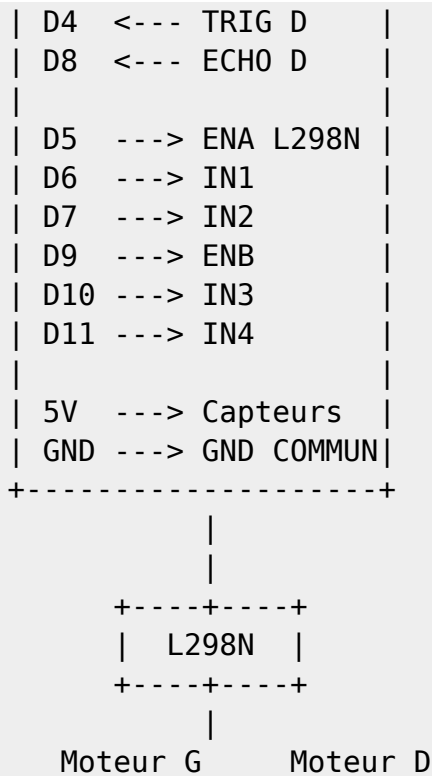 | D4  <--- TRIG D     |
| D8  <--- ECHO D     |
|                     |
| D5  ---> ENA L298N |
| D6  ---> IN1        |
| D7  ---> IN2        |
| D9  ---> ENB        |
| D10 ---> IN3        |
| D11 ---> IN4        |
|                     |
| 5V  ---> Capteurs  |
| GND ---> GND COMMUN|
+--------------------+
           |
           |
      +----+----+
      |  L298N  |
      +----+----+
           |
   Moteur G     Moteur D